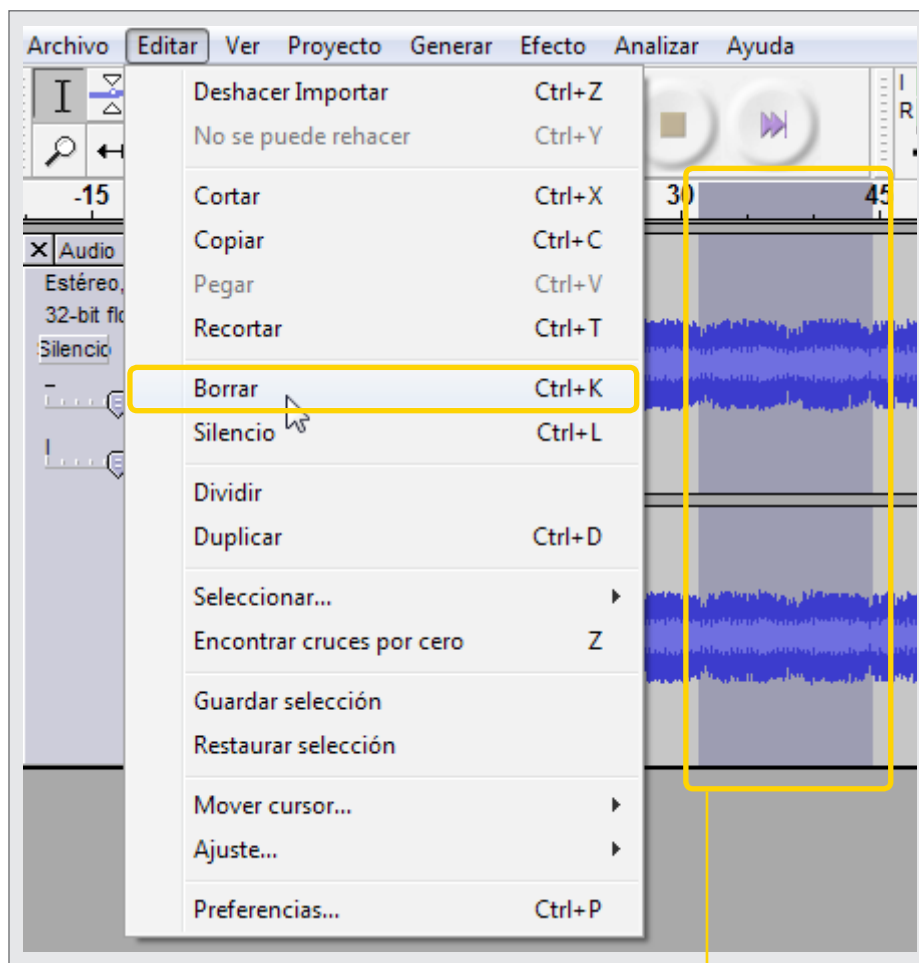 Archivo Editar Ver Proyecto Generar Efecto Analizar Ayuda
Deshacer Importar Ctrl+Z
No se puede rehacer Ctrl+Y
I
R
-15 30 45
Cortar Ctrl+X
Copiar Ctrl+C
X Audio
Estéreo,
Pegar Ctrl+V
32-bit
Recortar Ctrl+T
Silencio
Borrar Ctrl+K
Silencio Ctrl+L
Dividir
Duplicar Ctrl+D
Seleccionar...
Encontrar cruces por cero Z
Guardar selección
Restaurar selección
Mover cursor...
Ajuste...
Preferencias... Ctrl+P